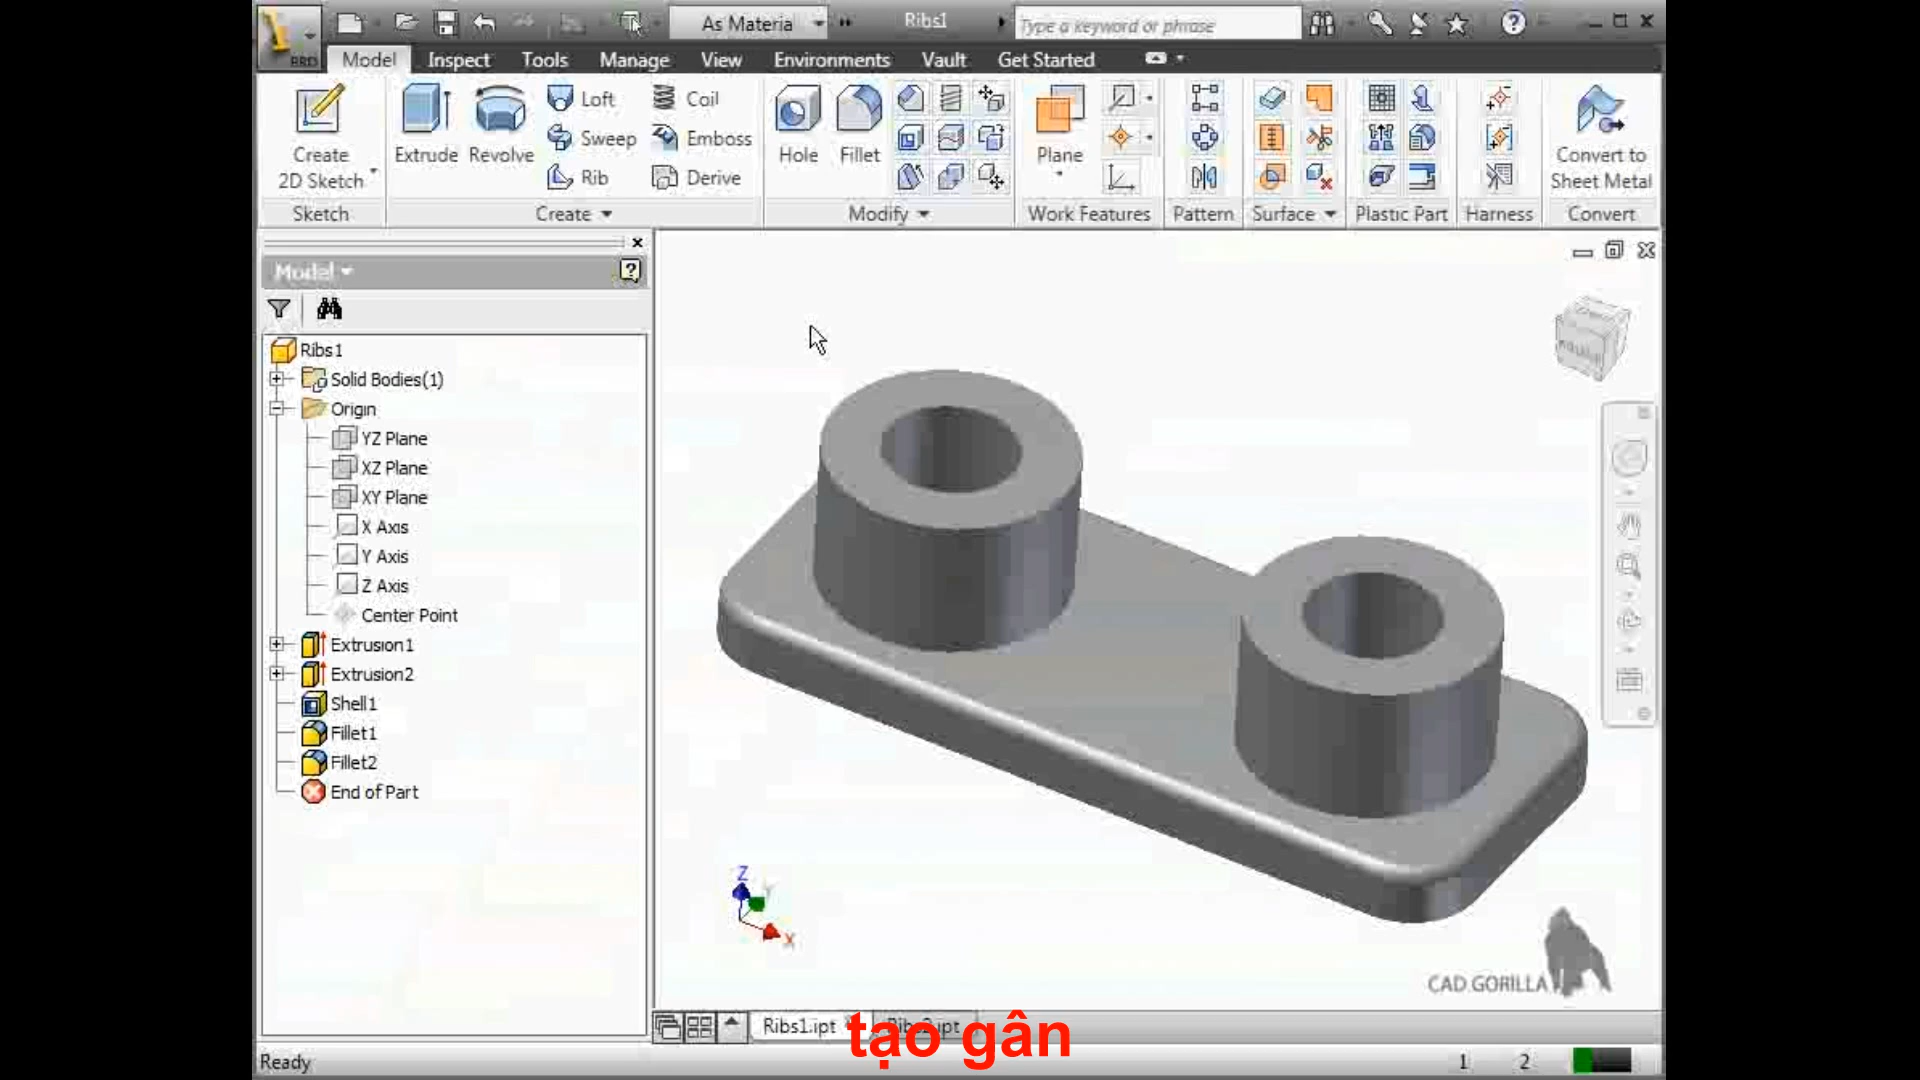 As Materia
Ribs1
Type a keyword or phrase
PRO
Model Inspect Tools Manage View Environments Vault Get Started
Create
2D Sketch
Extrude
Revolve
Loft
Sweep
Rib
Coil
Emboss
Derive
Hole
Fillet
Plane
Convert to
Sheet Metal
Sketch Create Modify Work Features Pattern Surface Plastic Part Harness Convert
Model
Ribs1
Solid Bodies(1)
Origin
YZ Plane
XZ Plane
XY Plane
X Axis
Y Axis
Z Axis
Center Point
Extrusion1
Extrusion2
Shell1
Fillet1
Fillet2
End of Part
Z
Y
X
CAD GORILLA
Ribs1.ipt
Ribs2.ipt
tạo gân
Ready
1 2